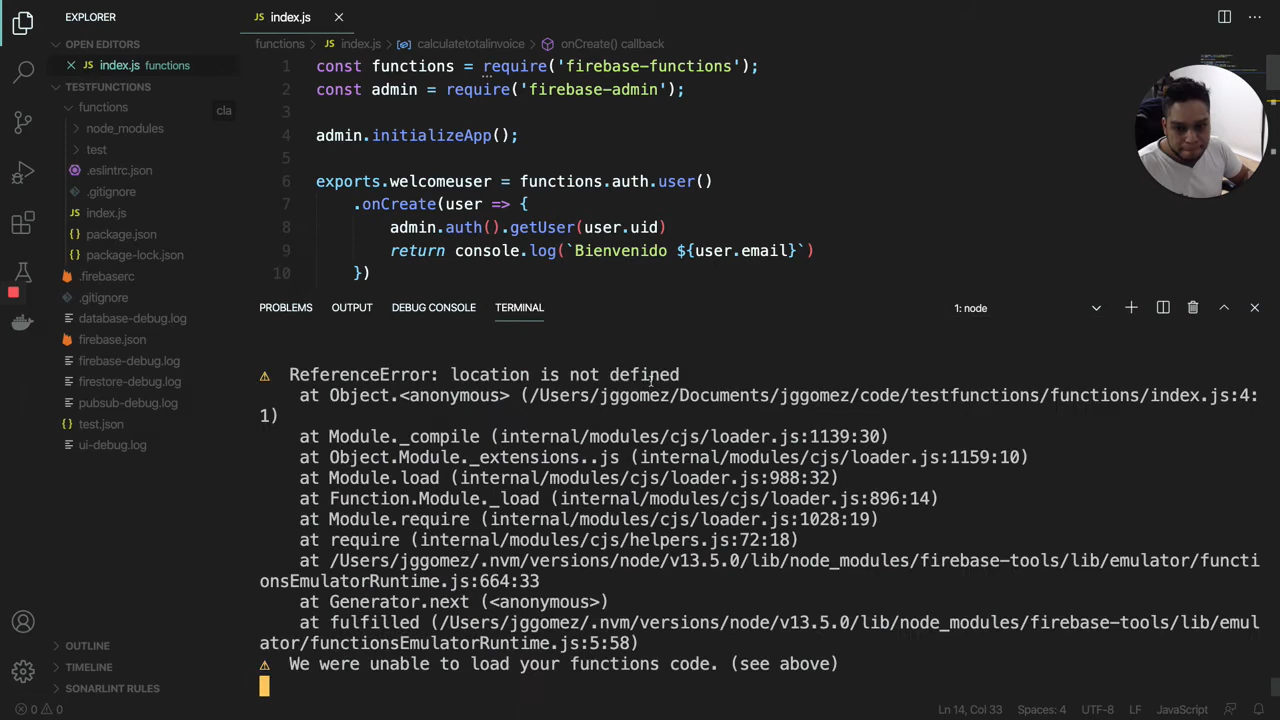 EXPLORER
JS index.js
OPEN EDITORS
functions > JS index.js > calculatetotalinvoice > onCreate() callback
JS index.js functions
TESTFUNCTIONS
functions
cla
node_modules
test
.eslintrc.json
.gitignore
JS index.js
{} package.json
{} package-lock.json
.firebaserc
.gitignore
database-debug.log
firebase.json
firebase-debug.log
firestore-debug.log
pubsub-debug.log
{} test.json
ui-debug.log
OUTLINE
TIMELINE
SONARLINT RULES
1 const functions = require('firebase-functions');
2 const admin = require('firebase-admin');
3
4 admin.initializeApp();
5
6 exports.welcomeuser = functions.auth.user()
7 .onCreate(user => {
8 admin.auth().getUser(user.uid)
9 return console.log(`Bienvenido ${user.email}`)
10 })
PROBLEMS OUTPUT DEBUG CONSOLE TERMINAL 1: node
⚠ ReferenceError: location is not defined
at Object.<anonymous> (/Users/jggomez/Documents/jggomez/code/testfunctions/functions/index.js:4:
1)
at Module._compile (internal/modules/cjs/loader.js:1139:30)
at Object.Module._extensions..js (internal/modules/cjs/loader.js:1159:10)
at Module.load (internal/modules/cjs/loader.js:988:32)
at Function.Module._load (internal/modules/cjs/loader.js:896:14)
at Module.require (internal/modules/cjs/loader.js:1028:19)
at require (internal/modules/cjs/helpers.js:72:18)
at /Users/jggomez/.nvm/versions/node/v13.5.0/lib/node_modules/firebase-tools/lib/emulator/functi
onsEmulatorRuntime.js:664:33
at Generator.next (<anonymous>)
at fulfilled (/Users/jggomez/.nvm/versions/node/v13.5.0/lib/node_modules/firebase-tools/lib/emul
ator/functionsEmulatorRuntime.js:5:58)
⚠ We were unable to load your functions code. (see above)
0 0 Ln 14, Col 33 Spaces: 4 UTF-8 LF JavaScript